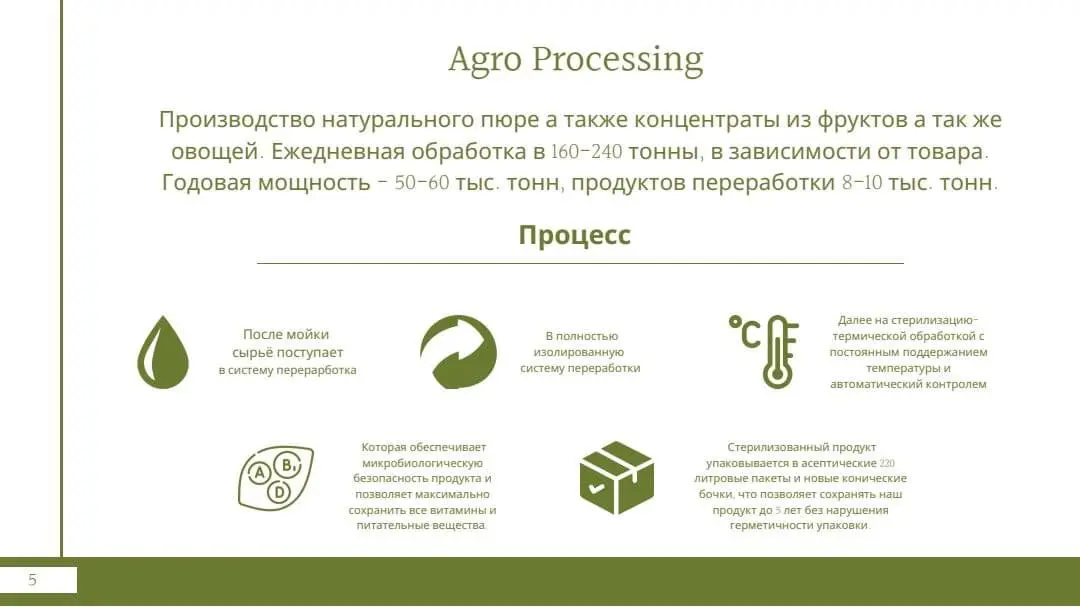 Agro Processing
Производство натурального пюре а также концентраты из фруктов а так же
овощей. Ежедневная обработка в 160-240 тонны, в зависимости от товара.
Годовая мощность - 50-60 тыс. тонн, продуктов переработки 8-10 тыс. тонн.
Процесс
После мойки
сырьё поступает
в систему перерарботка
В полностью
изолированную
систему переработки
°C
Далее на стерилизацию-
термической обработкой с
постоянным поддержанием
температуры и
автоматический контролем
A B₁ D
Которая обеспечивает
микробиологическую
безопасность продукта и
позволяет максимально
сохранить все витамины и
питательные вещества.
Стерилизованный продукт
упаковывается в асептические 220
литровые пакеты и новые конические
бочки, что позволяет сохранять наш
продукт до 5 лет без нарушения
герметичности упаковки.
5